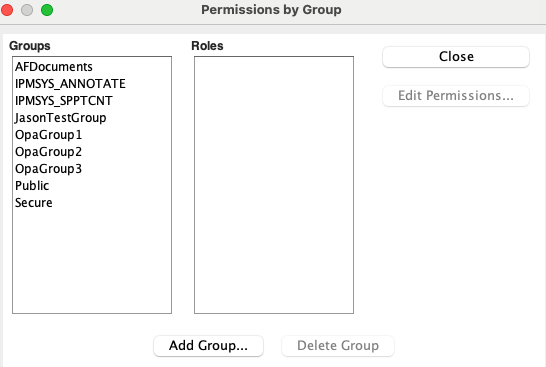 Permissions by Group
Groups
Roles
AFDocuments
IPMSYS_ANNOTATE
IPMSYS_SPPTCNT
JasonTestGroup
OpaGroup1
OpaGroup2
OpaGroup3
Public
Secure
Close
Edit Permissions...
Add Group...
Delete Group